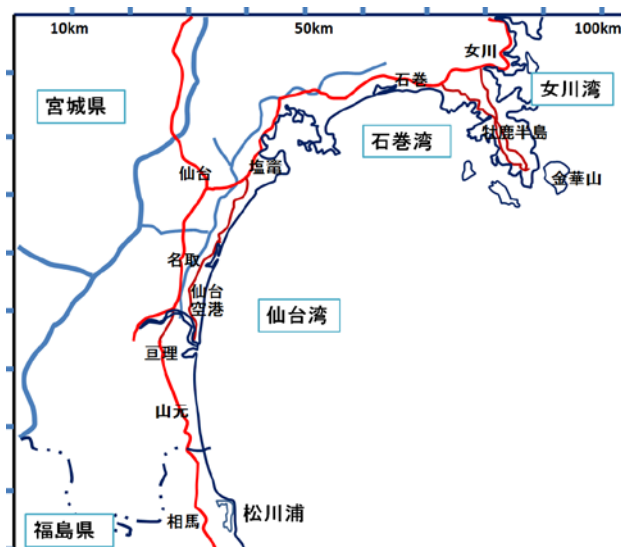 10km
50km
100km
女川
宮城県
石巻
女川湾
石巻湾
牡鹿半島
仙台
塩竈
金華山
名取
仙台
空港
仙台湾
亘理
山元
福島県
相馬
松川浦